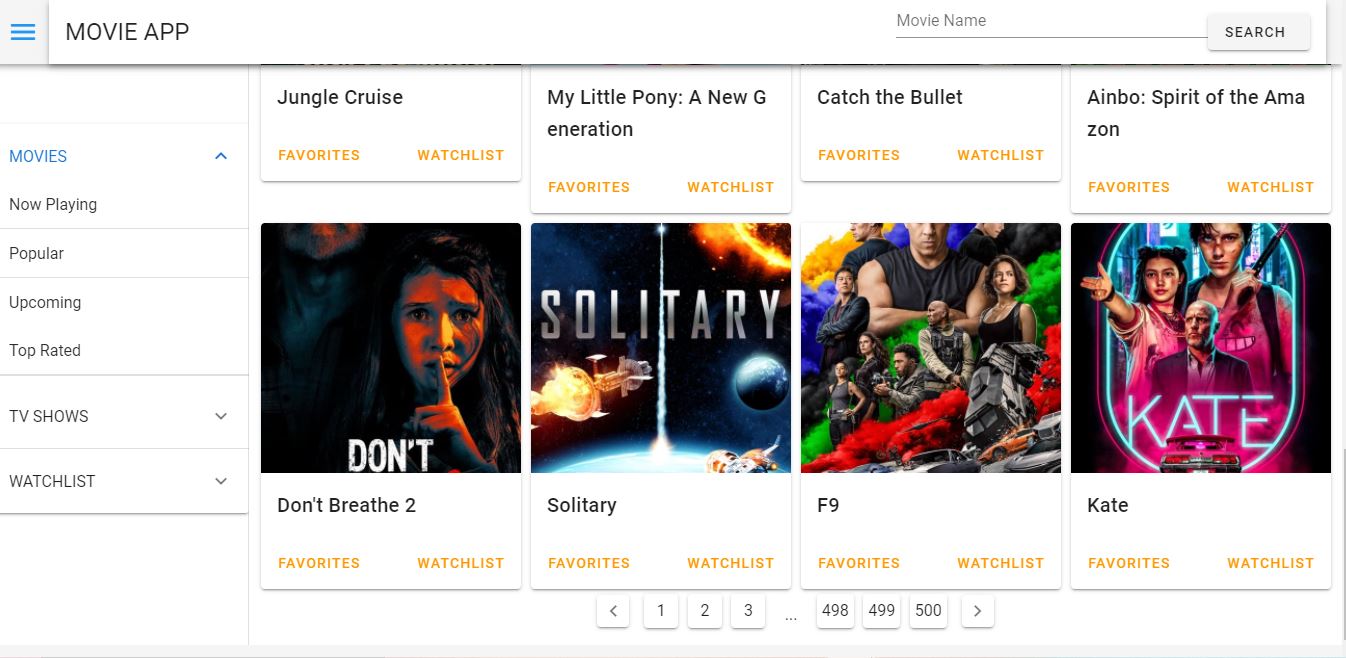 MOVIE APP
Movie Name
SEARCH
MOVIES
Now Playing
Popular
Upcoming
Top Rated
TV SHOWS
WATCHLIST
Jungle Cruise
FAVORITES WATCHLIST
My Little Pony: A New G
eneration
FAVORITES WATCHLIST
Catch the Bullet
FAVORITES WATCHLIST
Ainbo: Spirit of the Ama
zon
FAVORITES WATCHLIST
DON'T
Don't Breathe 2
FAVORITES WATCHLIST
SOLITARY
Solitary
FAVORITES WATCHLIST
F9
FAVORITES WATCHLIST
KATE
Kate
FAVORITES WATCHLIST
1 2 3 ... 498 499 500